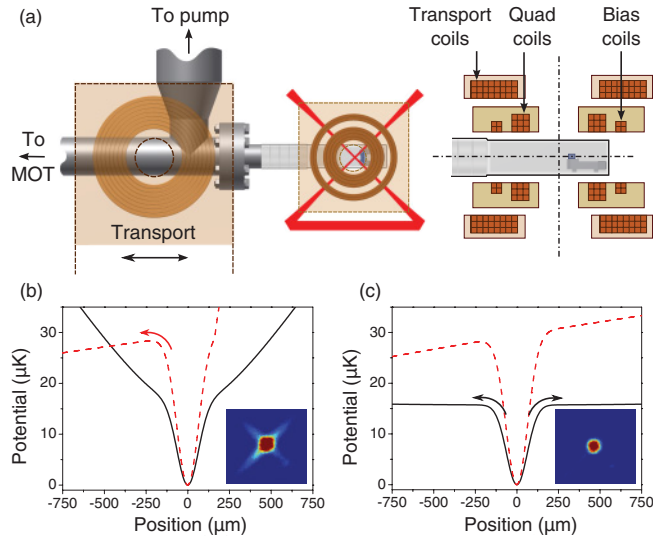 (a)
To pump
Transport
coils
Quad
coils
Bias
coils
To
MOT
Transport
(b)
(c)
Potential (μK)
30
20
10
0
-750 -500 -250 0 250 500 750
Position (μm)
Potential (μK)
30
20
10
0
-750 -500 -250 0 250 500 750
Position (μm)